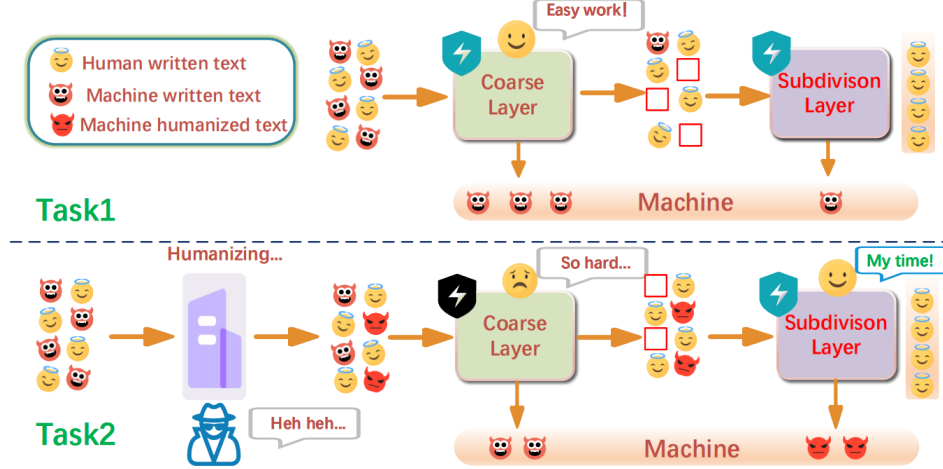 Easy work!
Human written text
Machine written text
Machine humanized text
Coarse
Layer
Subdivison
Layer
Machine
Task1
Humanizing...
So hard...
My time!
Coarse
Layer
Subdivison
Layer
Heh heh...
Task2
Machine